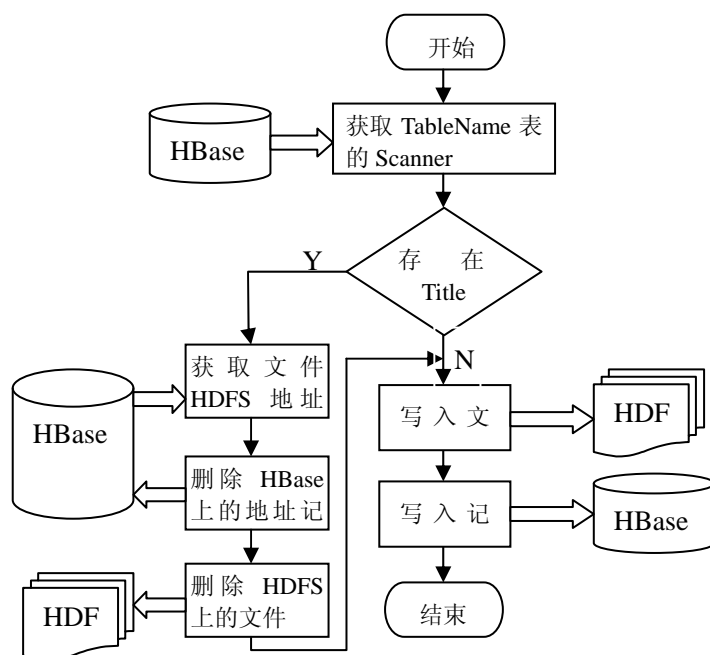 开始
获取 TableName 表
的 Scanner
HBase
存 在
Title
Y
N
获 取 文 件
HDFS 地址
HBase
写 入 文
HDF
删除 HBase
上的地址记
写 入 记
HBase
删除 HDFS
上的文件
HDF
结束